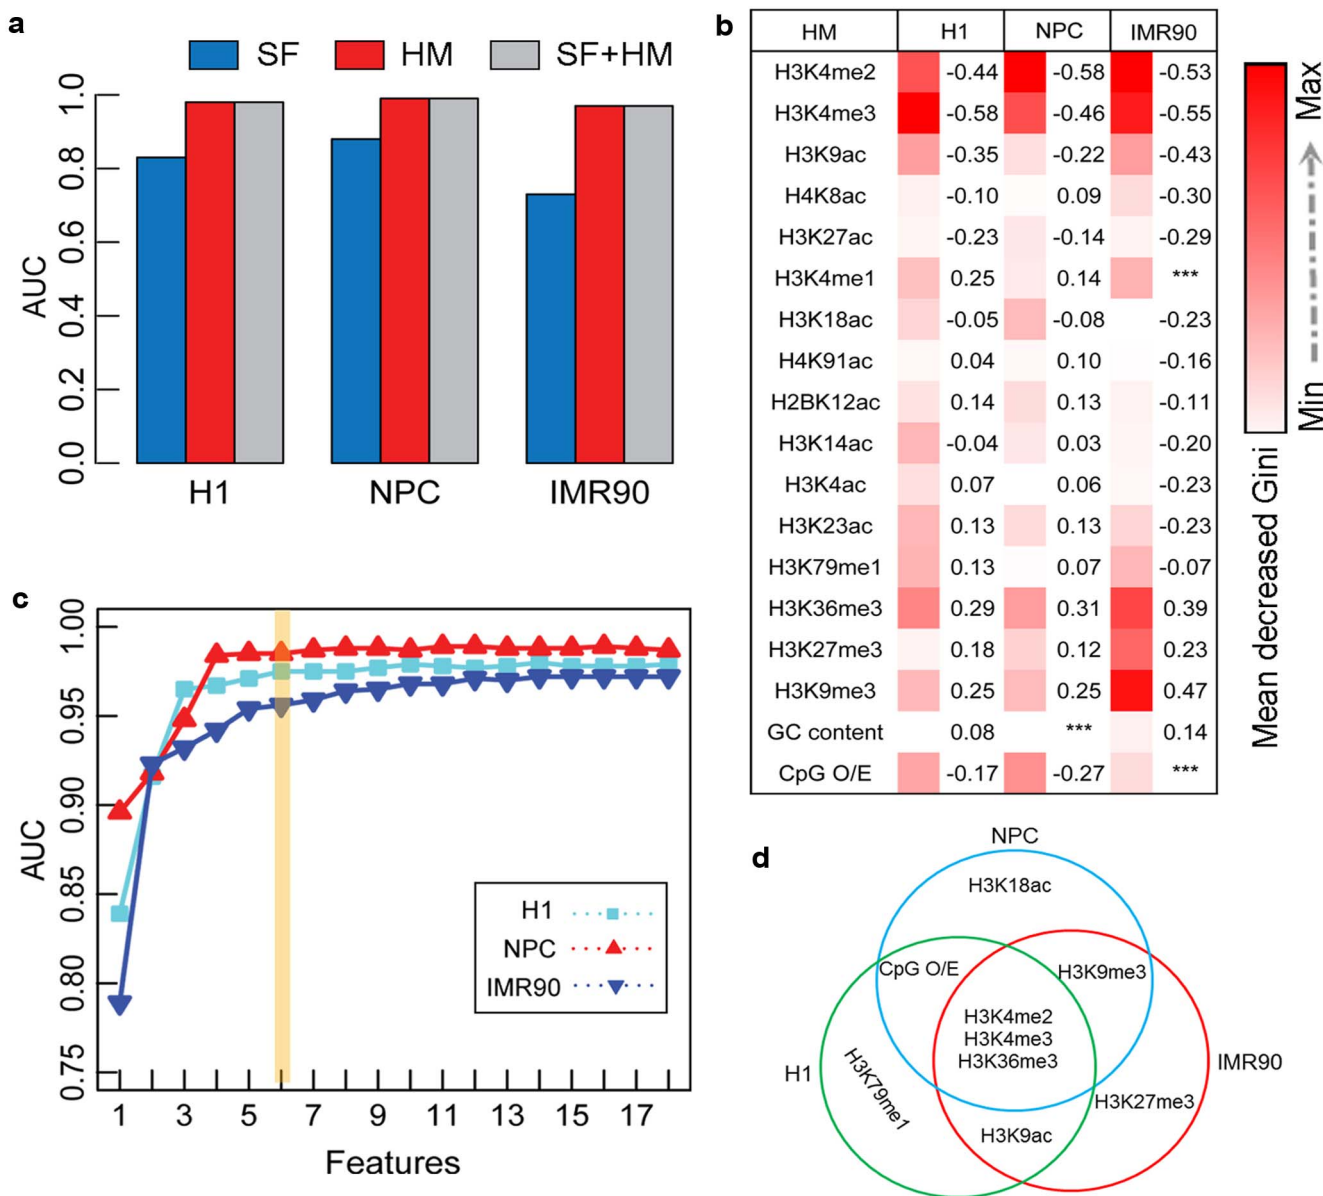 a
SF HM SF+HM
AUC
1.0
0.8
0.6
0.4
0.2
0.0
H1 NPC IMR90
b
HM H1 NPC IMR90
H3K4me2 -0.44 -0.58 -0.53
H3K4me3 -0.58 -0.46 -0.55
H3K9ac -0.35 -0.22 -0.43
H4K8ac -0.10 0.09 -0.30
H3K27ac -0.23 -0.14 -0.29
H3K4me1 0.25 0.14 ***
H3K18ac -0.05 -0.08 -0.23
H4K91ac 0.04 0.10 -0.16
H2BK12ac 0.14 0.13 -0.11
H3K14ac -0.04 0.03 -0.20
H3K4ac 0.07 0.06 -0.23
H3K23ac 0.13 0.13 -0.23
H3K79me1 0.13 0.07 -0.07
H3K36me3 0.29 0.31 0.39
H3K27me3 0.18 0.12 0.23
H3K9me3 0.25 0.25 0.47
GC content 0.08 *** 0.14
CpG O/E -0.17 -0.27 ***
Max
Min
Mean decreased Gini
c
AUC
1.00
0.95
0.90
0.85
0.80
0.75
H1
NPC
IMR90
1 3 5 7 9 11 13 15 17
Features
d
NPC
H3K18ac
CpG O/E H3K9me3
H3K4me2
H3K4me3
H3K36me3
H1 IMR90
H3K79me1
H3K27me3
H3K9ac